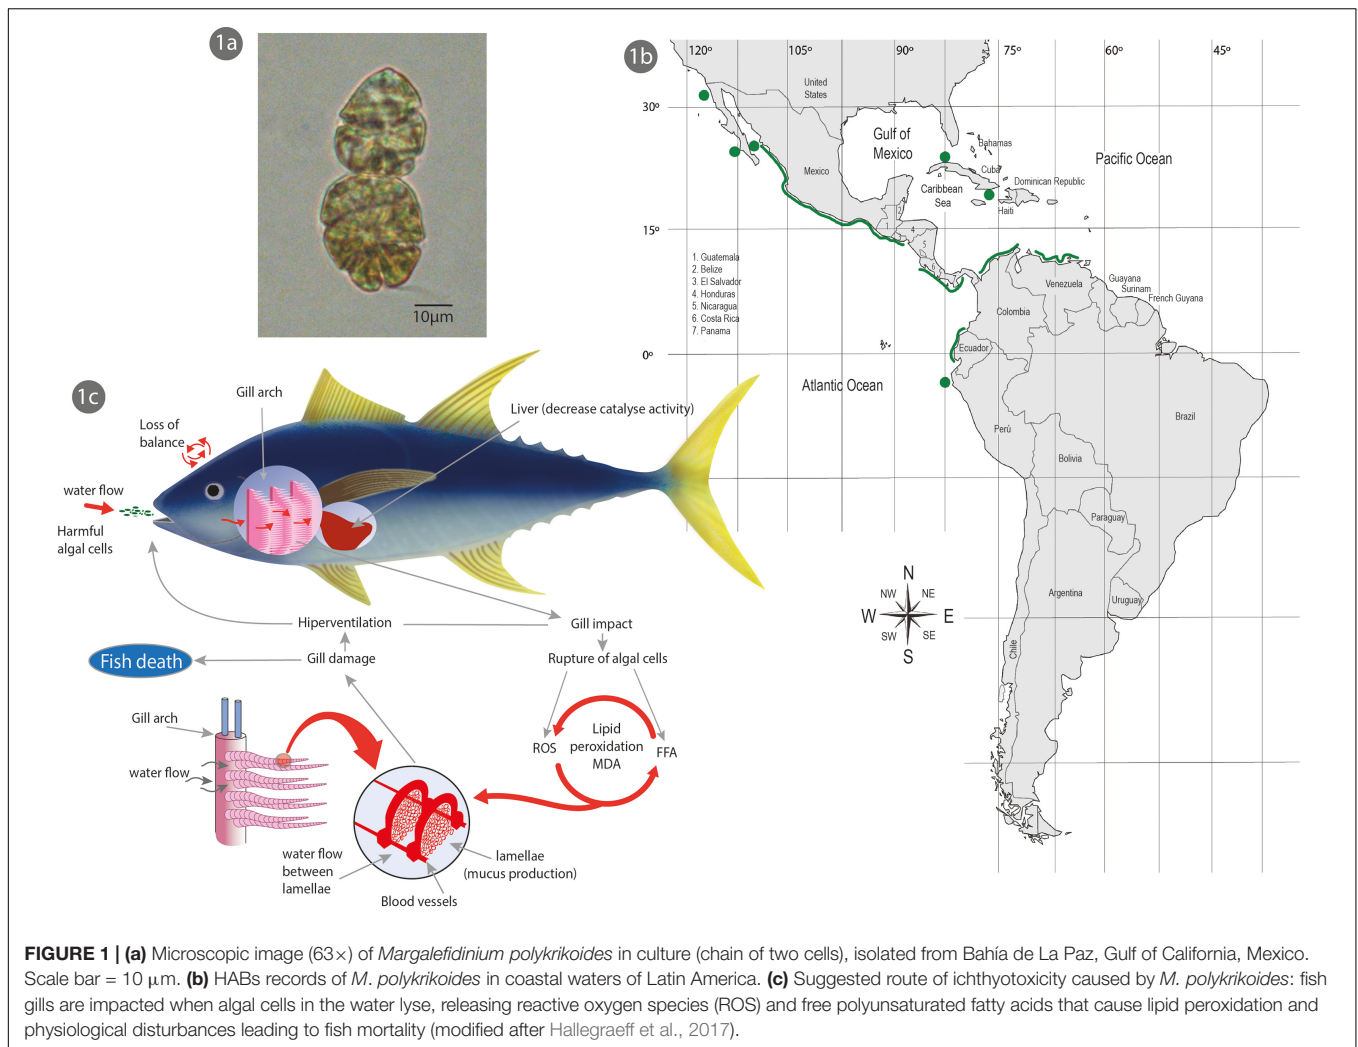 1a
10µm
1b
120º
105º
90º
75º
60º
45º
30º
15º
0º
United
States
Gulf of
Mexico
Mexico
Bahamas
Cuba
Pacific Ocean
Caribbean
Sea
Dominican Republic
Haiti
1
2
4
5
6
1. Guatemala
2. Belize
3. El Salvador
4. Honduras
5. Nicaragua
6. Costa Rica
7. Panama
Venezuela
Guayana
Surinam
French Guyana
Colombia
Ecuador
Atlantic Ocean
Perú
Brazil
Bolivia
Paraguay
Argentina
Uruguay
Chile
N
NW
NE
W
E
SW
SE
S
1c
Gill arch
Loss of
balance
Liver (decrease catalyse activity)
water flow
Harmful
algal cells
Hiperventilation
Gill impact
Fish death
Gill damage
Rupture of algal cells
Gill arch
water flow
ROS
Lipid
peroxidation
MDA
FFA
water flow
between
lamellae
lamellae
(mucus production)
Blood vessels
FIGURE 1 | (a) Microscopic image (63×) of Margalefidinium polykrikoides in culture (chain of two cells), isolated from Bahía de La Paz, Gulf of California, Mexico.
Scale bar = 10 µm. (b) HABs records of M. polykrikoides in coastal waters of Latin America. (c) Suggested route of ichthyotoxicity caused by M. polykrikoides: fish
gills are impacted when algal cells in the water lyse, releasing reactive oxygen species (ROS) and free polyunsaturated fatty acids that cause lipid peroxidation and
physiological disturbances leading to fish mortality (modified after Hallegraeff et al., 2017).